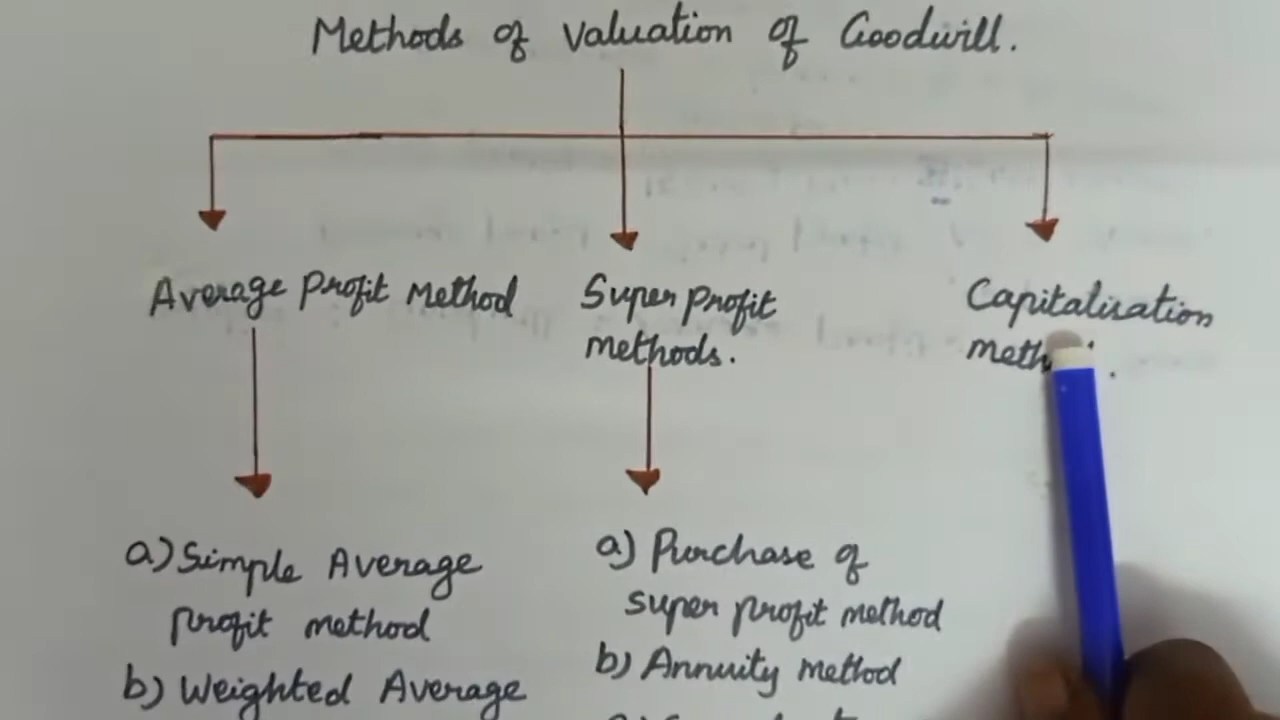 Methods of Valuation of Goodwill.
Average Profit Method
Super Profit
methods.
Capitalisation
a) Simple Average
profit method
b) Weighted Average
a) Purchase of
super profit method
b) Annuity method